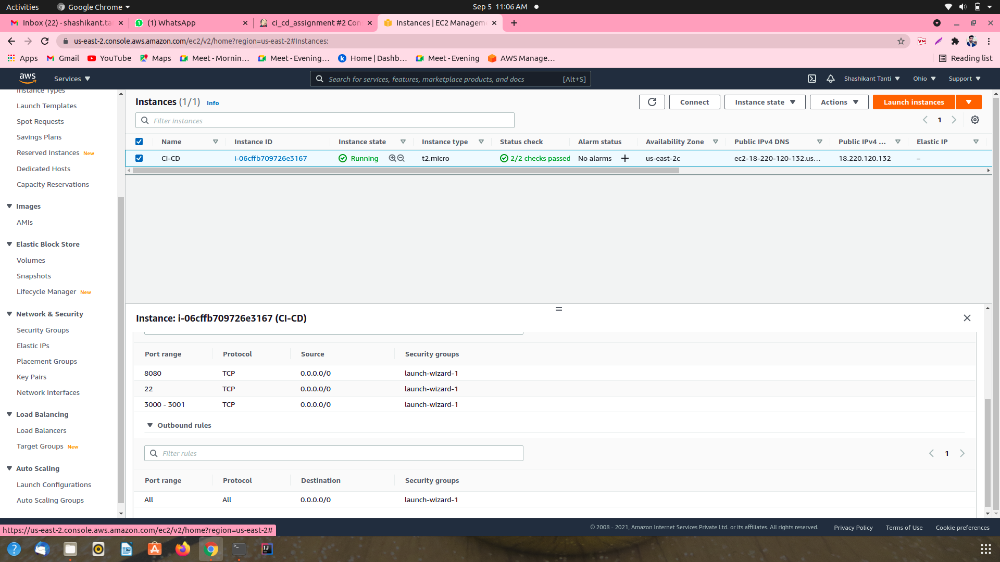 Activities
Google Chrome
Sep 5 11:06 AM
Inbox (22) - shashikant.ta
(1) WhatsApp
ci_cd_assignment #2 Con
Instances | EC2 Managem
us-east-2.console.aws.amazon.com/ec2/v2/home?region=us-east-2#Instances:
Apps
Gmail
YouTube
Maps
Meet - Mornin…
Meet - Evening…
Home | Dashb…
Meet - Evening
AWS Manage…
Reading list
aws
Services
Search for services, features, marketplace products, and docs
[Alt+S]
Shashikant Tanti
Ohio
Support
Instance Types
Launch Templates
Spot Requests
Savings Plans
Reserved Instances New
Dedicated Hosts
Capacity Reservations
Images
AMIs
Elastic Block Store
Volumes
Snapshots
Lifecycle Manager New
Network & Security
Security Groups
Elastic IPs
Placement Groups
Key Pairs
Network Interfaces
Load Balancing
Load Balancers
Target Groups New
Auto Scaling
Launch Configurations
Auto Scaling Groups
Instances (1/1) Info
Connect
Instance state
Actions
Launch instances
Filter instances
1
Name Instance ID Instance state Instance type Status check Alarm status Availability Zone Public IPv4 DNS Public IPv4 ... Elastic IP
CI-CD i-06cffb709726e3167 Running t2.micro 2/2 checks passed No alarms + us-east-2c ec2-18-220-120-132.us... 18.220.120.132 –
Instance: i-06cffb709726e3167 (CI-CD)
Port range Protocol Source Security groups
8080 TCP 0.0.0.0/0 launch-wizard-1
22 TCP 0.0.0.0/0 launch-wizard-1
3000 - 3001 TCP 0.0.0.0/0 launch-wizard-1
Outbound rules
Filter rules
1
Port range Protocol Destination Security groups
All All 0.0.0.0/0 launch-wizard-1
https://us-east-2.console.aws.amazon.com/ec2/v2/home?region=us-east-2#
© 2008 - 2021, Amazon Internet Services Private Ltd. or its affiliates. All rights reserved.
Privacy Policy
Terms of Use
Cookie preferences